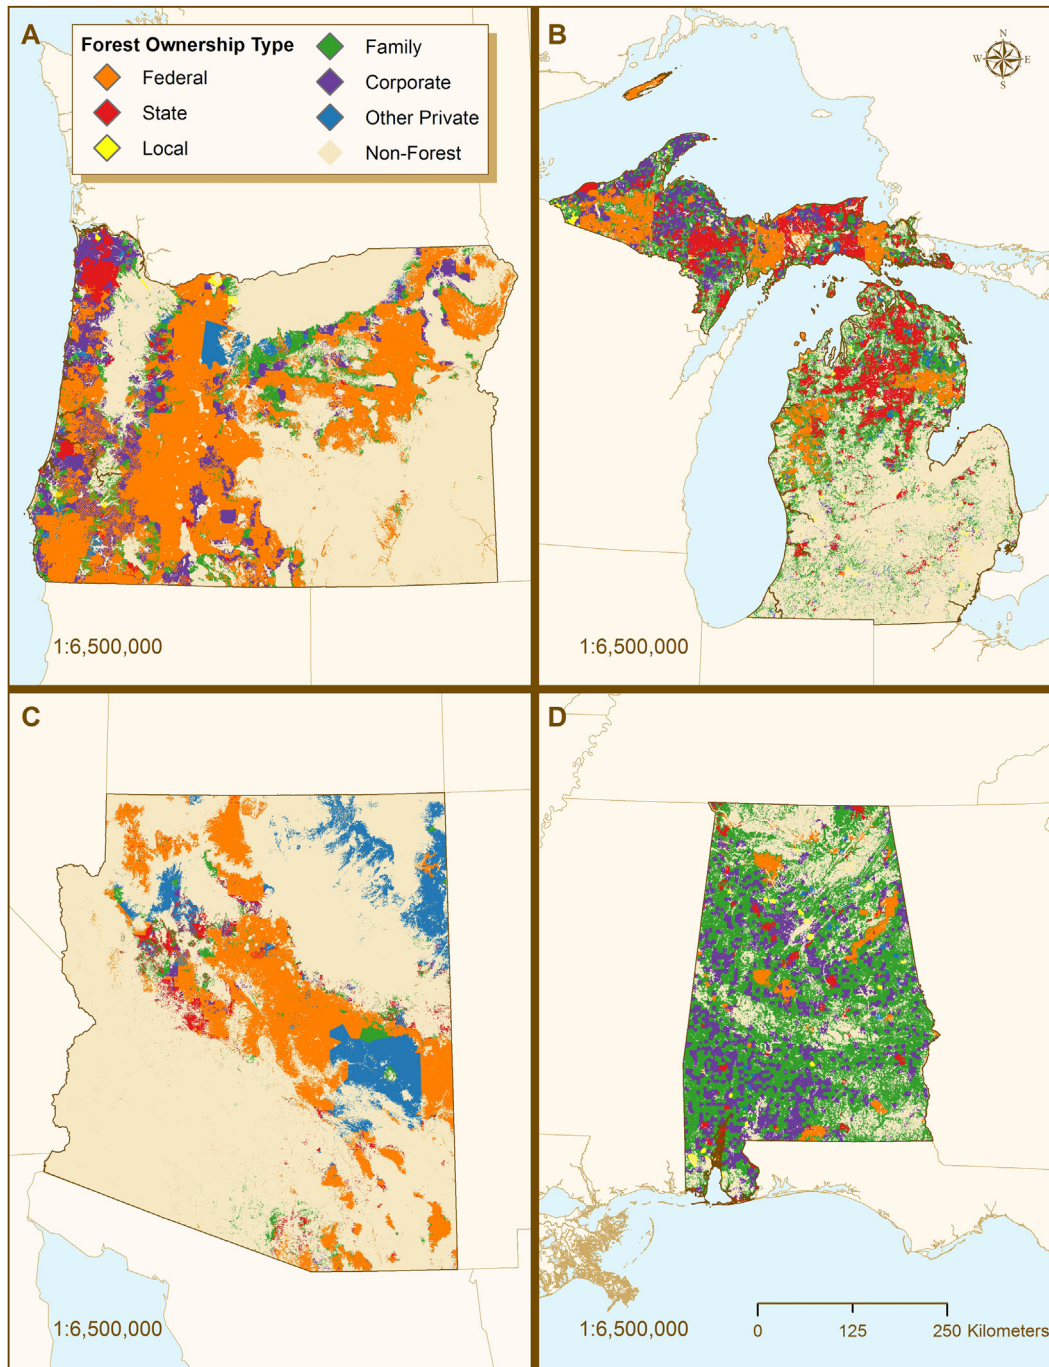 A
Forest Ownership Type
Federal
State
Local
Family
Corporate
Other Private
Non-Forest
1:6,500,000
B
N
W E
S
1:6,500,000
C
1:6,500,000
D
1:6,500,000
0 125 250 Kilometers